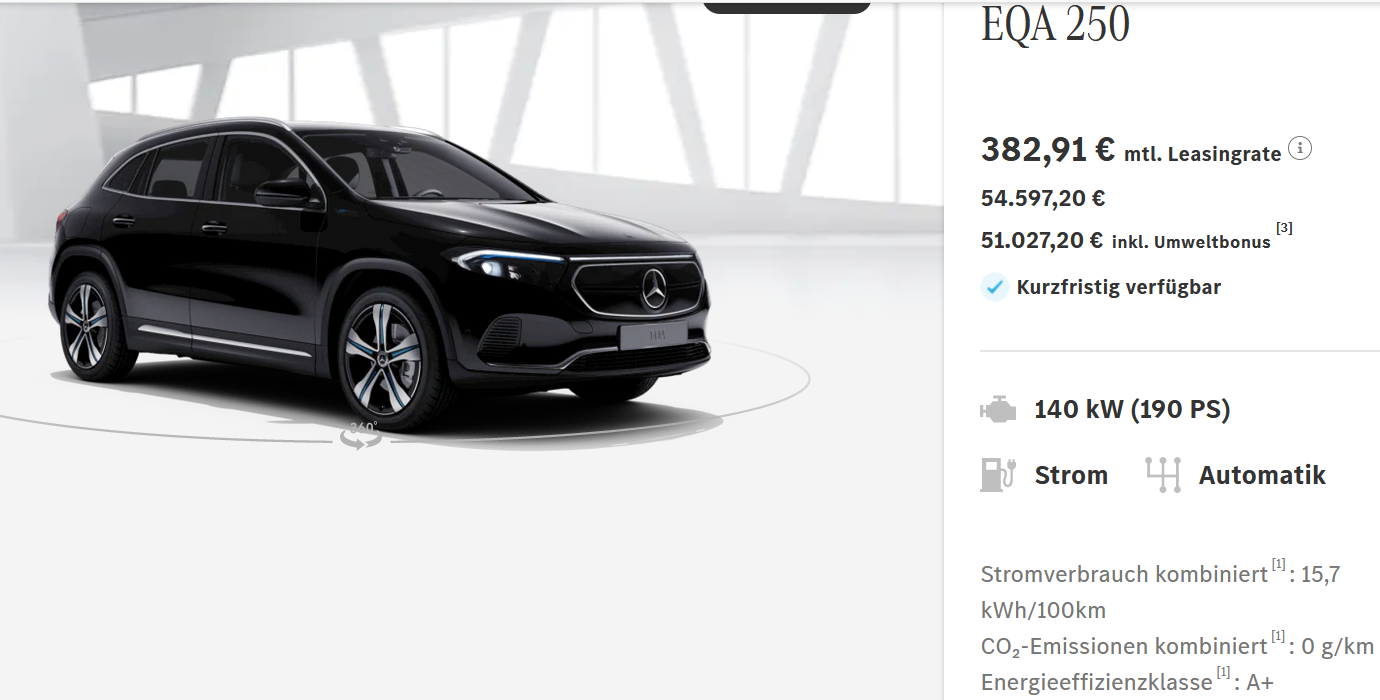 EQA 250
382,91 € mtl. Leasingrate i
54.597,20 €
51.027,20 € inkl. Umweltbonus [3]
Kurzfristig verfügbar
EQA
360°
140 kW (190 PS)
Strom Automatik
Stromverbrauch kombiniert [1] : 15,7
kWh/100km
CO₂-Emissionen kombiniert [1] : 0 g/km
Energieeffizienzklasse [1] : A+